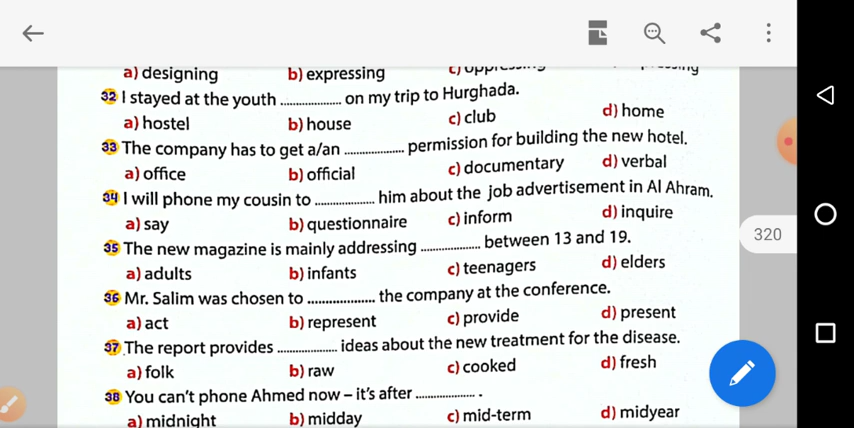 a) designing b) expressing
32 I stayed at the youth .................. on my trip to Hurghada.
a) hostel b) house c) club d) home
33 The company has to get a/an .................. permission for building the new hotel.
a) office b) official c) documentary d) verbal
34 I will phone my cousin to .................. him about the job advertisement in Al Ahram.
a) say b) questionnaire c) inform d) inquire
320
35 The new magazine is mainly addressing .................. between 13 and 19.
a) adults b) infants c) teenagers d) elders
36 Mr. Salim was chosen to .................. the company at the conference.
a) act b) represent c) provide d) present
37 The report provides .................. ideas about the new treatment for the disease.
a) folk b) raw c) cooked d) fresh
38 You can't phone Ahmed now – it's after .................. .
a) midnight b) midday c) mid-term d) midyear